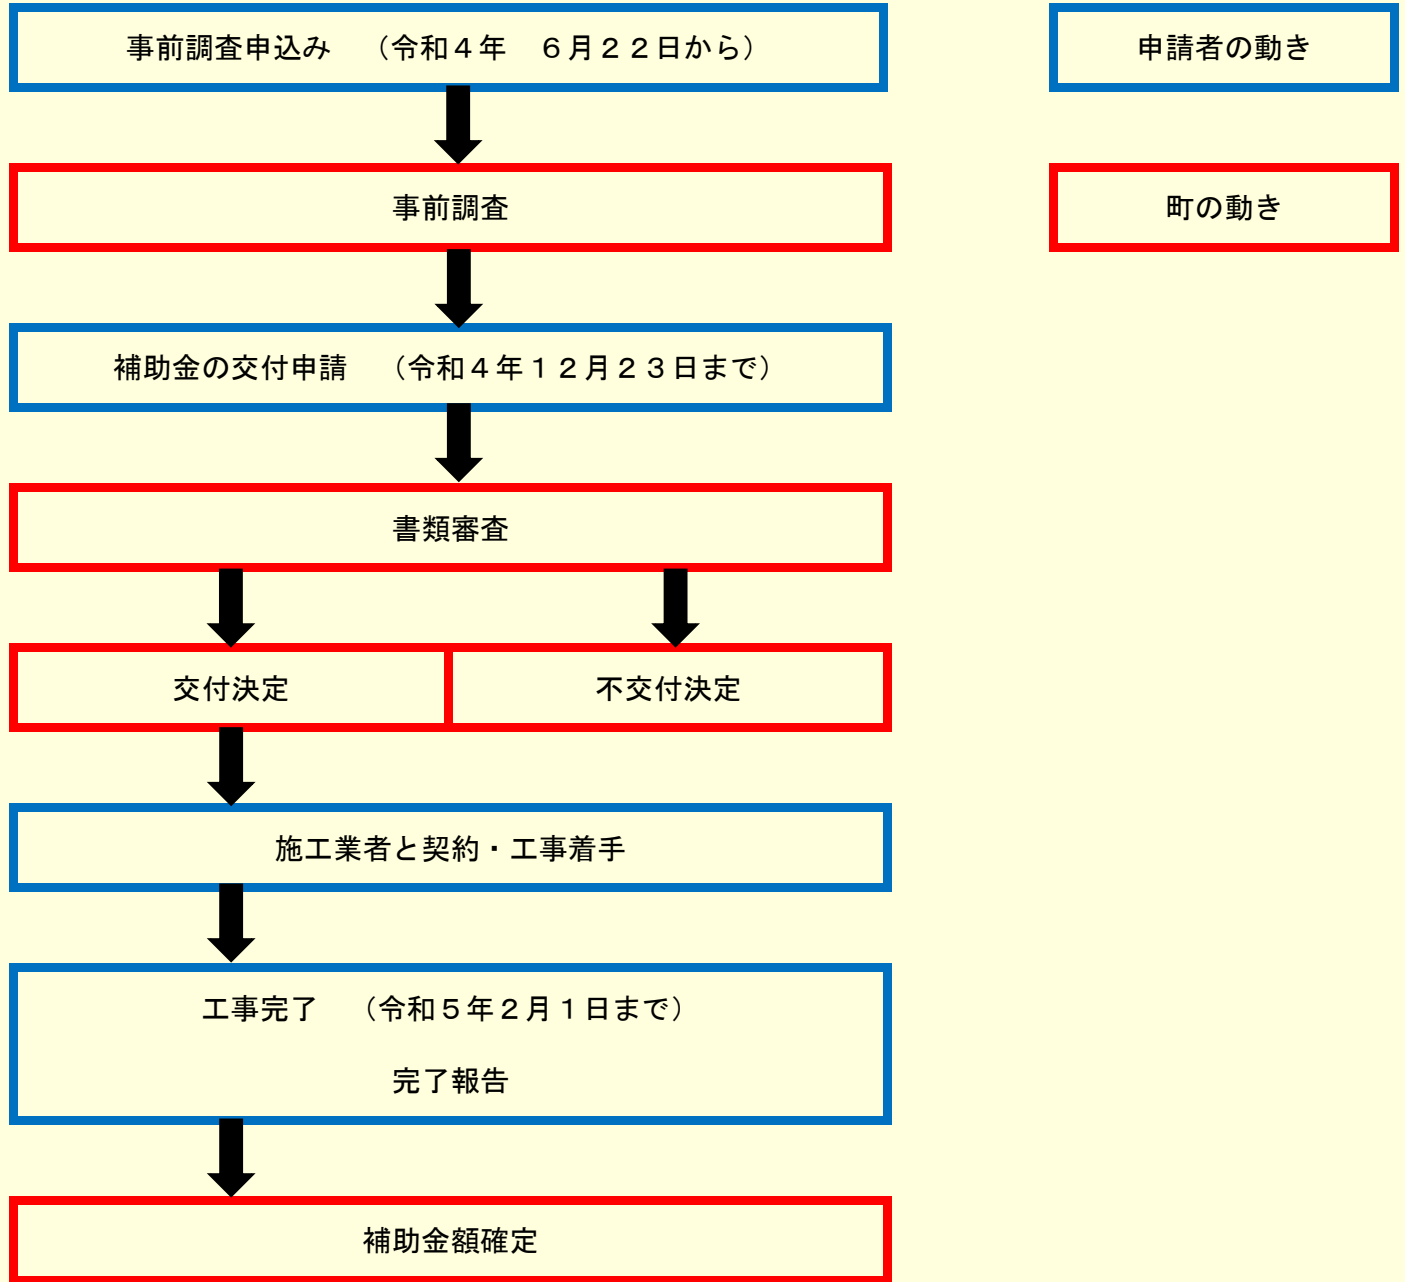 事前調査申込み　（令和４年　６月２２日から）
申請者の動き
事前調査
町の動き
補助金の交付申請　（令和４年１２月２３日まで）
書類審査
交付決定
不交付決定
施工業者と契約・工事着手
工事完了　（令和５年２月１日まで）
完了報告
補助金額確定